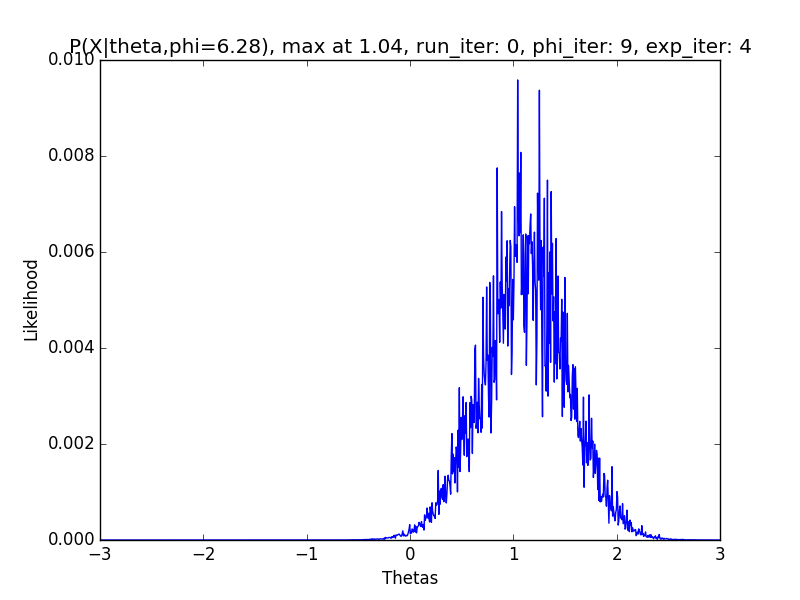 P(X|theta,phi=6.28), max at 1.04, run_iter: 0, phi_iter: 9, exp_iter: 4
0.010
0.008
0.006
0.004
0.002
0.000
Likelihood
−3 −2 −1 0 1 2 3
Thetas